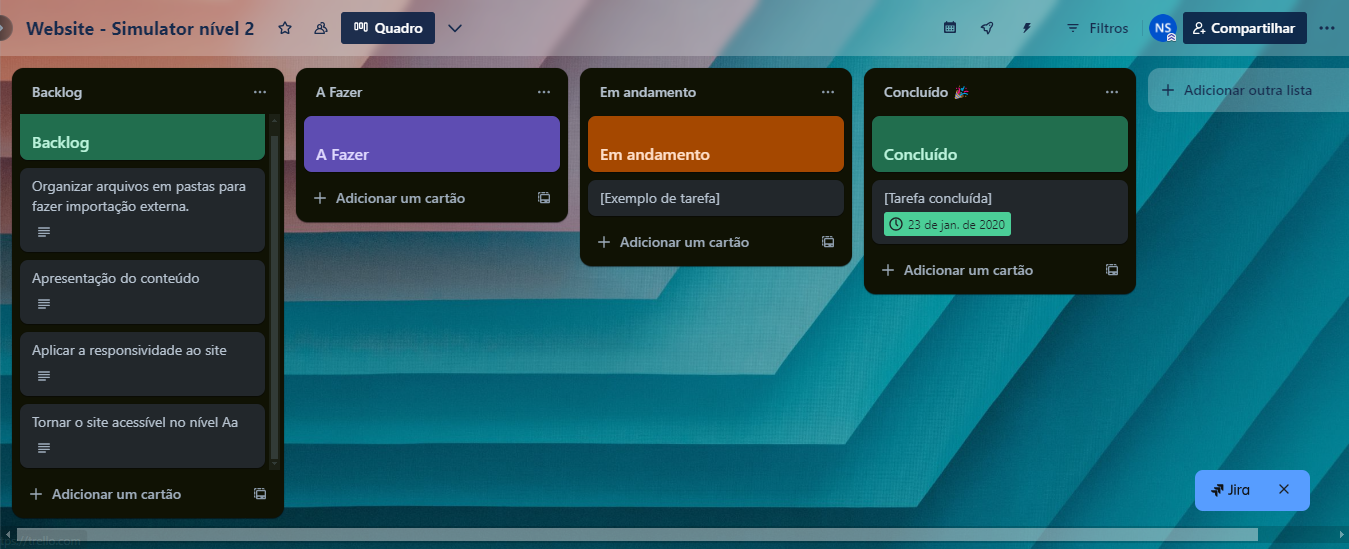 Website - Simulator nível 2
Quadro
Filtros
NS
Compartilhar
Backlog
Backlog
Organizar arquivos em pastas para
fazer importação externa.
Apresentação do conteúdo
Aplicar a responsividade ao site
Tornar o site acessível no nível Aa
Adicionar um cartão
A Fazer
A Fazer
Adicionar um cartão
Em andamento
Em andamento
[Exemplo de tarefa]
Adicionar um cartão
Concluído 🎉
Concluído
[Tarefa concluída]
23 de jan. de 2020
Adicionar um cartão
Adicionar outra lista
Jira